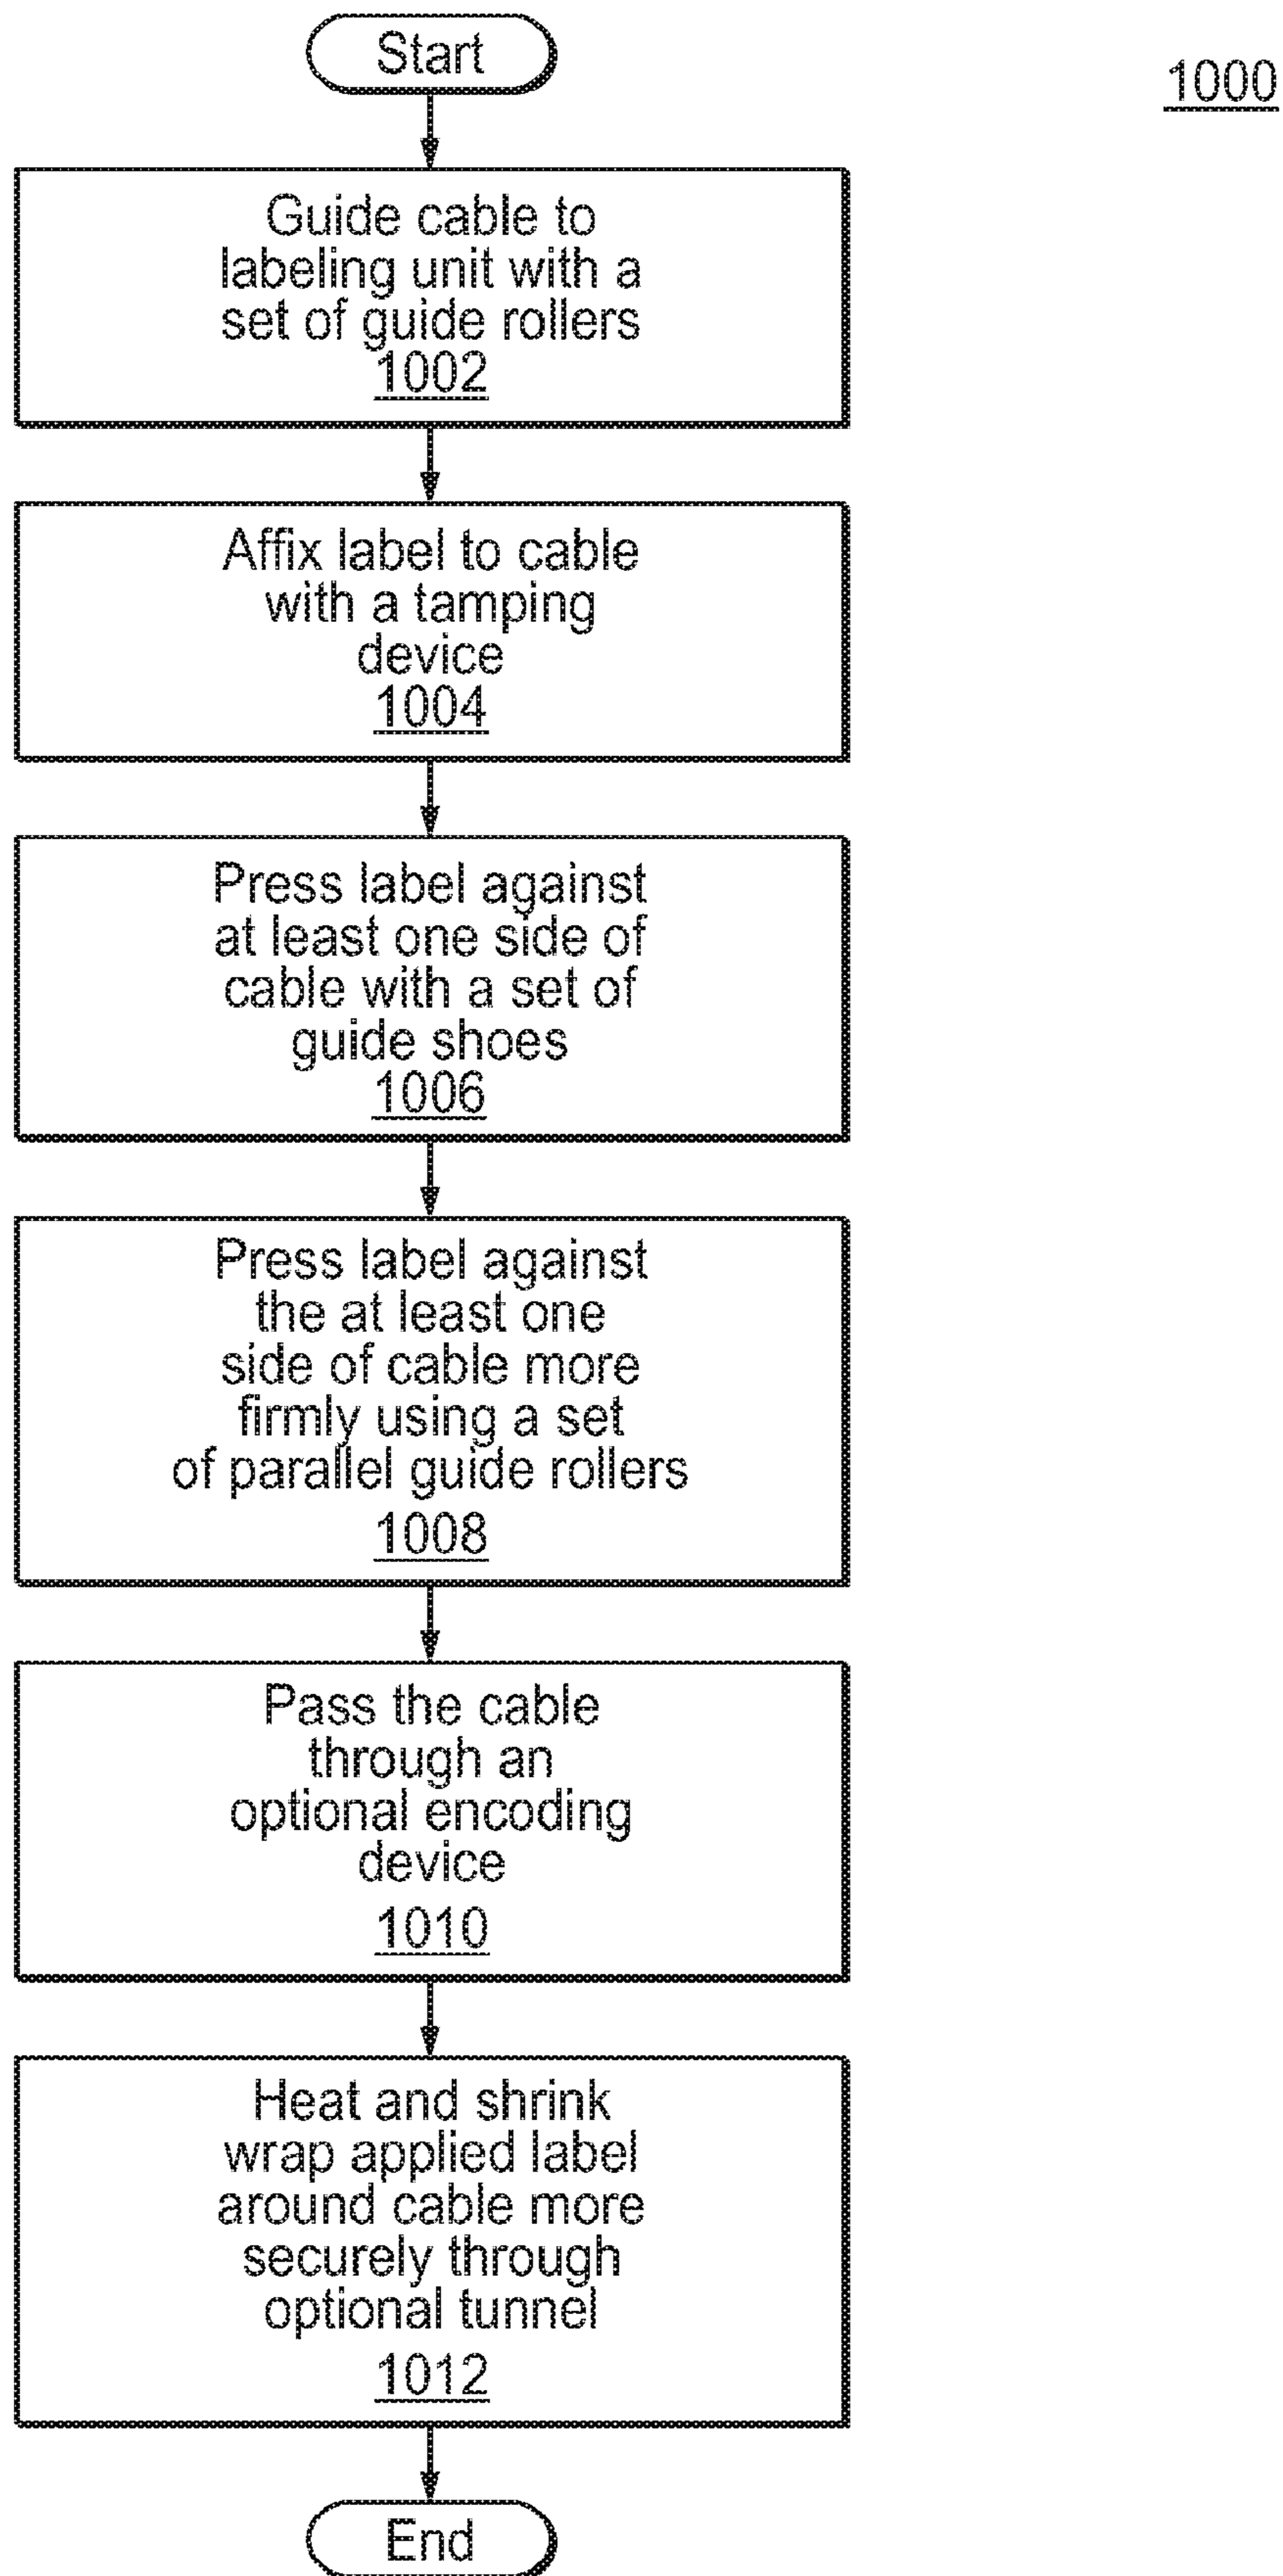 Start
1000
Guide cable to
labeling unit with a
set of guide rollers
1002
Affix label to cable
with a tamping
device
1004
Press label against
at least one side of
cable with a set of
guide shoes
1006
Press label against
the at least one
side of cable more
firmly using a set
of parallel guide rollers
1008
Pass the cable
through an
optional encoding
device
1010
Heat and shrink
wrap applied label
around cable more
securely through
optional tunnel
1012
End